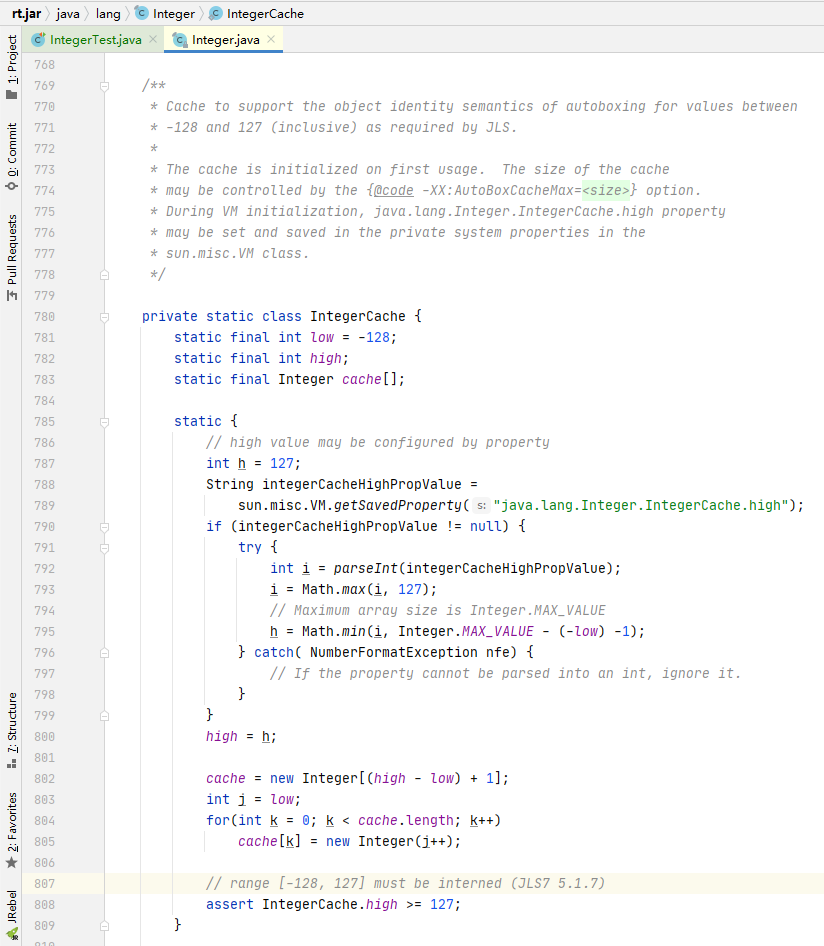 rt.jar java lang Integer IntegerCache
IntegerTest.java Integer.java
1: Project
0: Commit
Pull Requests
7: Structure
2: Favorites
JRebel
768
769 /**
770 * Cache to support the object identity semantics of autoboxing for values between
771 * -128 and 127 (inclusive) as required by JLS.
772 *
773 * The cache is initialized on first usage.  The size of the cache
774 * may be controlled by the {@code -XX:AutoBoxCacheMax=<size>} option.
775 * During VM initialization, java.lang.Integer.IntegerCache.high property
776 * may be set and saved in the private system properties in the
777 * sun.misc.VM class.
778 */
779
780 private static class IntegerCache {
781 static final int low = -128;
782 static final int high;
783 static final Integer cache[];
784
785 static {
786 // high value may be configured by property
787 int h = 127;
788 String integerCacheHighPropValue =
789 sun.misc.VM.getSavedProperty( s: "java.lang.Integer.IntegerCache.high");
790 if (integerCacheHighPropValue != null) {
791 try {
792 int i = parseInt(integerCacheHighPropValue);
793 i = Math.max(i, 127);
794 // Maximum array size is Integer.MAX_VALUE
795 h = Math.min(i, Integer.MAX_VALUE - (-low) -1);
796 } catch( NumberFormatException nfe) {
797 // If the property cannot be parsed into an int, ignore it.
798 }
799 }
800 high = h;
801
802 cache = new Integer[(high - low) + 1];
803 int j = low;
804 for(int k = 0; k < cache.length; k++)
805 cache[k] = new Integer(j++);
806
807 // range [-128, 127] must be interned (JLS7 5.1.7)
808 assert IntegerCache.high >= 127;
809 }